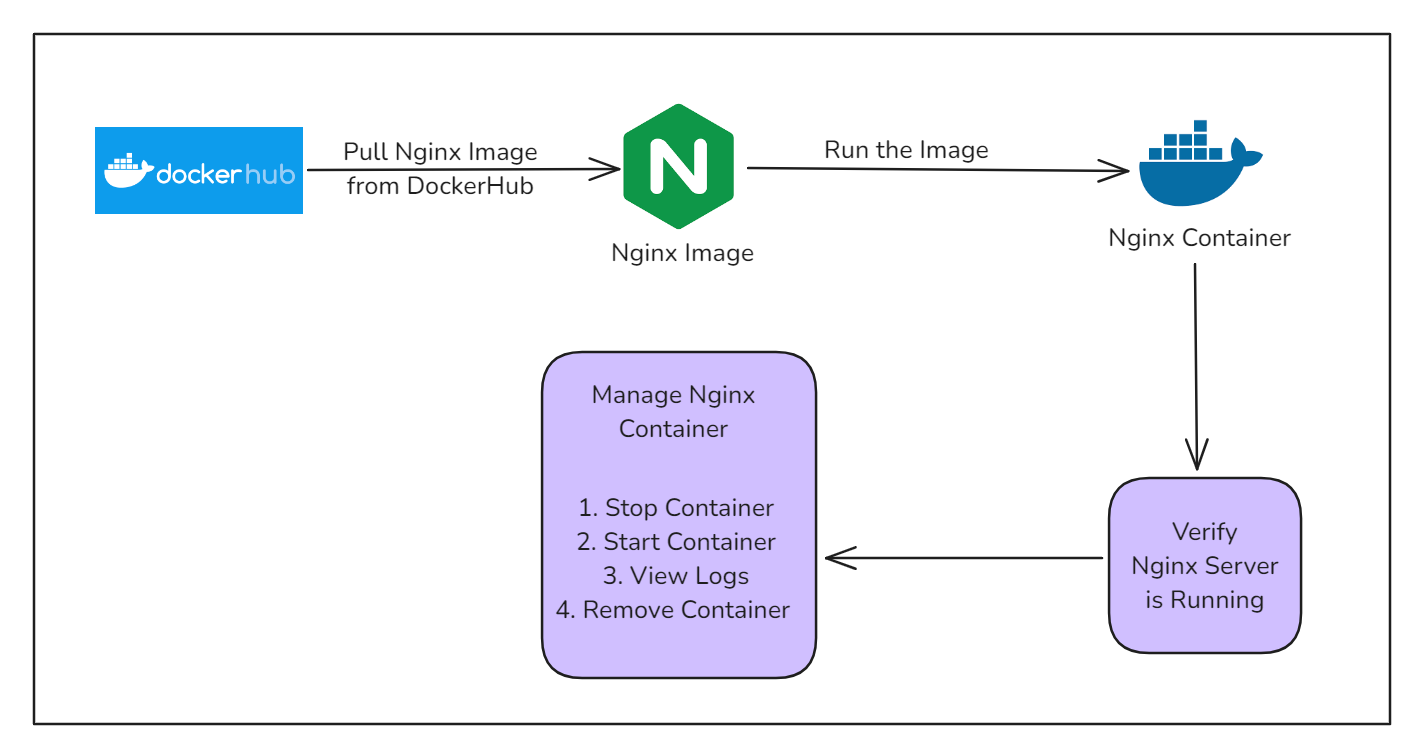 dockerhub
Pull Nginx Image
from DockerHub
N
Nginx Image
Run the Image
Nginx Container
Verify
Nginx Server
is Running
Manage Nginx
Container
1. Stop Container
2. Start Container
3. View Logs
4. Remove Container